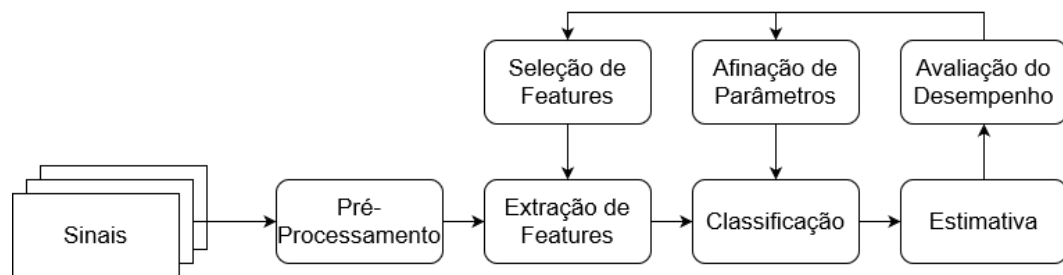 Seleção de
Features
Afinação de
Parâmetros
Avaliação do
Desempenho
Sinais
Pré-
Processamento
Extração de
Features
Classificação
Estimativa